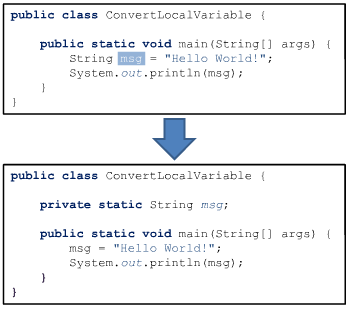 public class ConvertLocalVariable {
    public static void main(String[] args) {
        String msg = "Hello World!";
        System.out.println(msg);
    }
}
public class ConvertLocalVariable {
    private static String msg;
    public static void main(String[] args) {
        msg = "Hello World!";
        System.out.println(msg);
    }
}